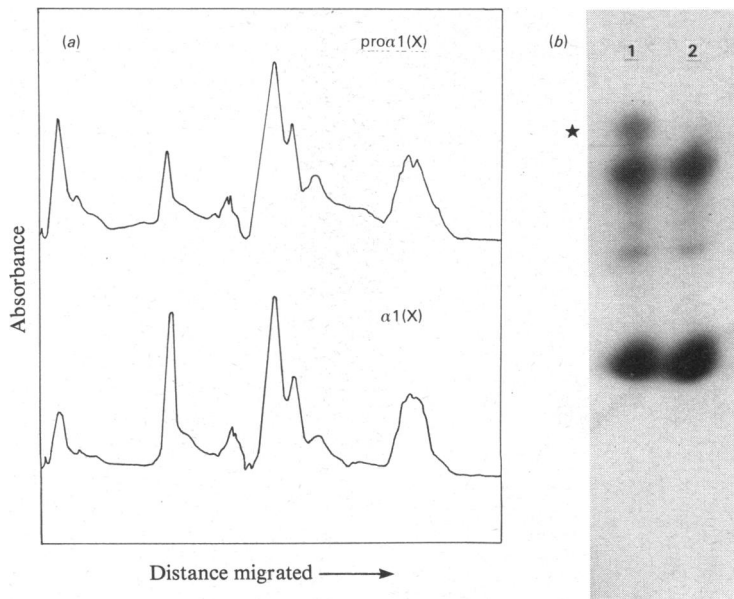 (a)
proα1(X)
α1(X)
Absorbance
Distance migrated
(b)
1 2